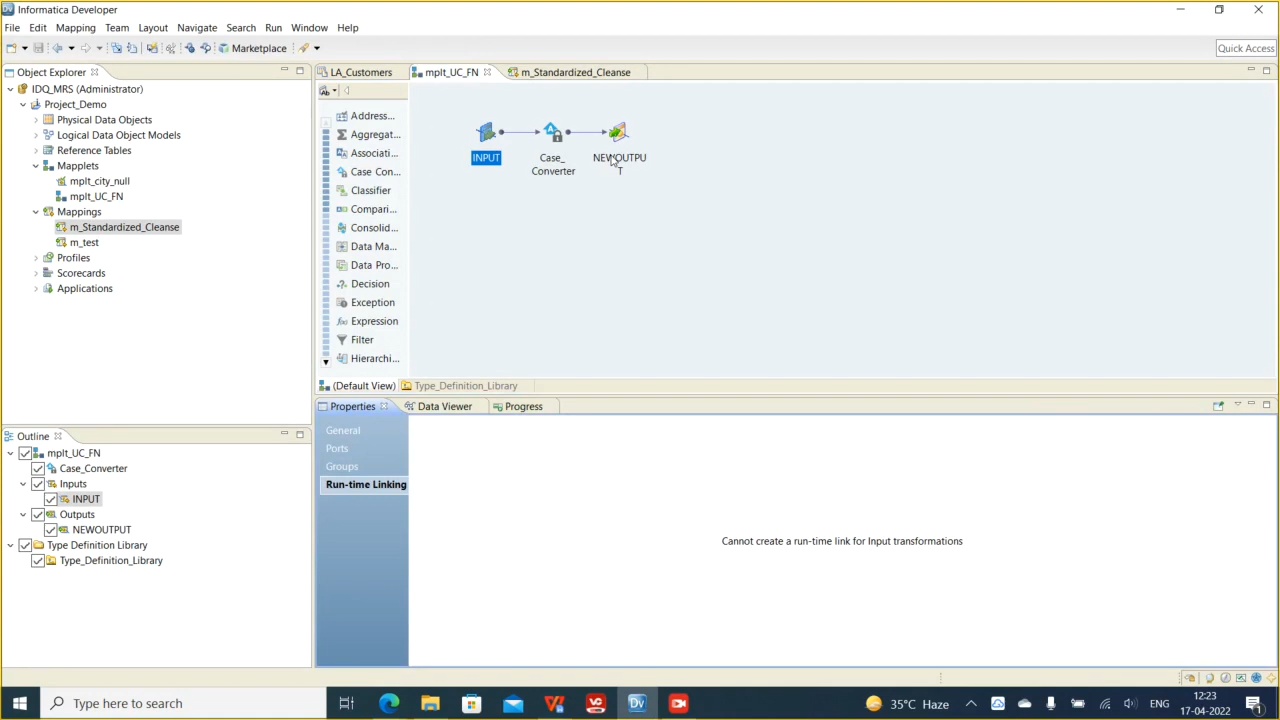 Informatica Developer
File Edit Mapping Team Layout Navigate Search Run Window Help
Marketplace
Quick Access
Object Explorer
IDQ_MRS (Administrator)
Project_Demo
Physical Data Objects
Logical Data Object Models
Reference Tables
Mapplets
mplt_city_null
mplt_UC_FN
Mappings
m_Standardized_Cleanse
m_test
Profiles
Scorecards
Applications
LA_Customers mplt_UC_FN m_Standardized_Cleanse
Ab
Address...
Aggregat...
Associati...
Case Con...
Classifier
Compari...
Consolid...
Data Ma...
Data Pro...
Decision
Exception
Expression
Filter
Hierarchi...
INPUT
Case_
Converter
NEWOUTPU
T
(Default View) Type_Definition_Library
Outline
mplt_UC_FN
Case_Converter
Inputs
INPUT
Outputs
NEWOUTPUT
Type Definition Library
Type_Definition_Library
Properties Data Viewer Progress
General
Ports
Groups
Run-time Linking
Cannot create a run-time link for Input transformations
Type here to search
Dv
35°C Haze
ENG
12:23
17-04-2022
1